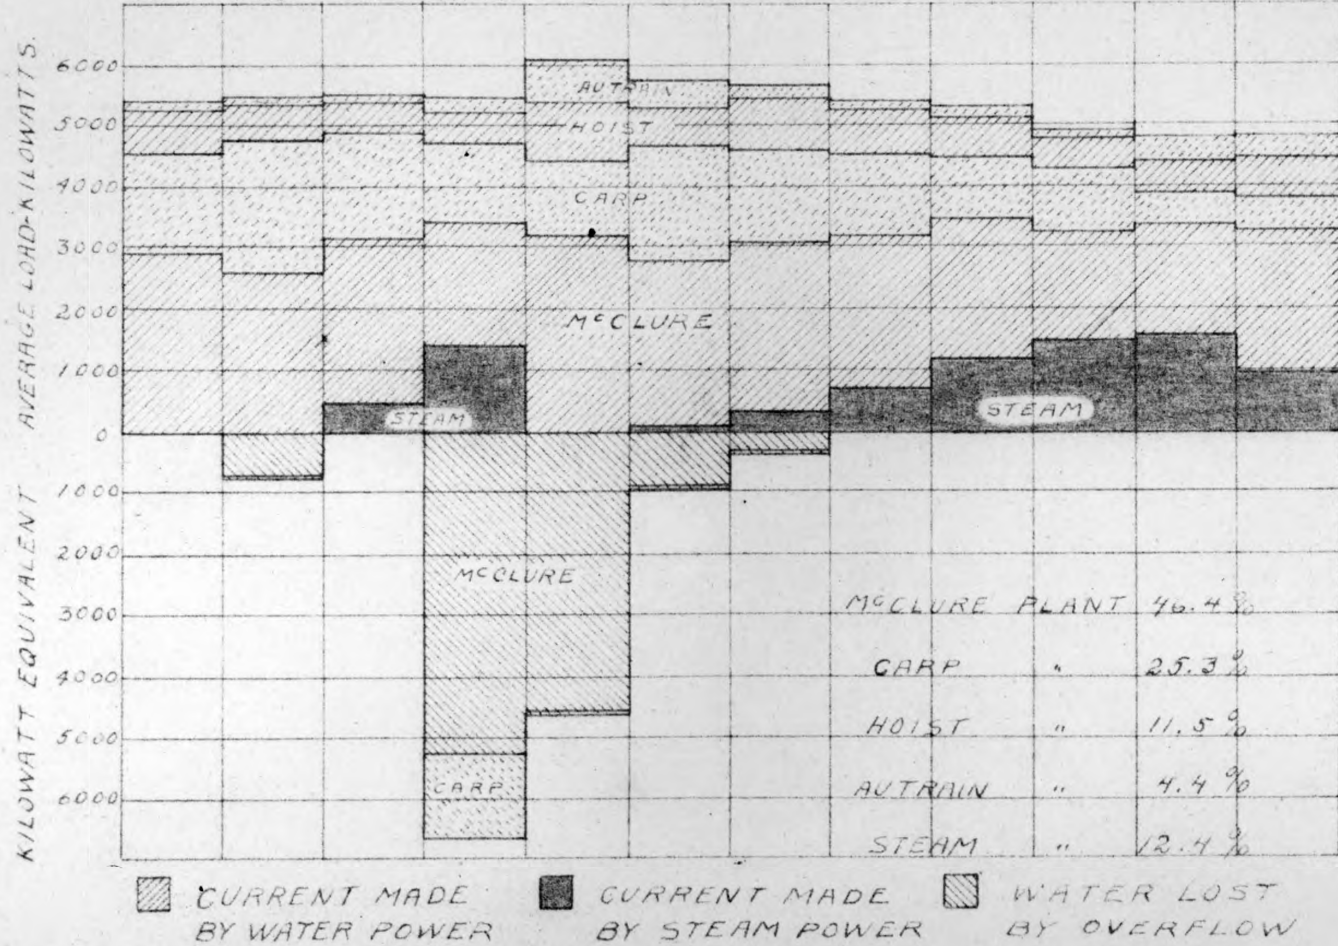 KILOWATT EQUIVALENT AVERAGE LOAD-KILOWATTS.
6000
5000
4000
3000
2000
1000
0
1000
2000
3000
4000
5000
6000
AUTRAIN
HOIST
CARP
McCLURE
STEAM
STEAM
McCLURE
CARP
McCLURE PLANT 46.4%
CARP " 25.3%
HOIST " 11.5%
AUTRAIN " 4.4%
STEAM " 12.4%
CURRENT MADE
BY WATER POWER
CURRENT MADE
BY STEAM POWER
WATER LOST
BY OVERFLOW